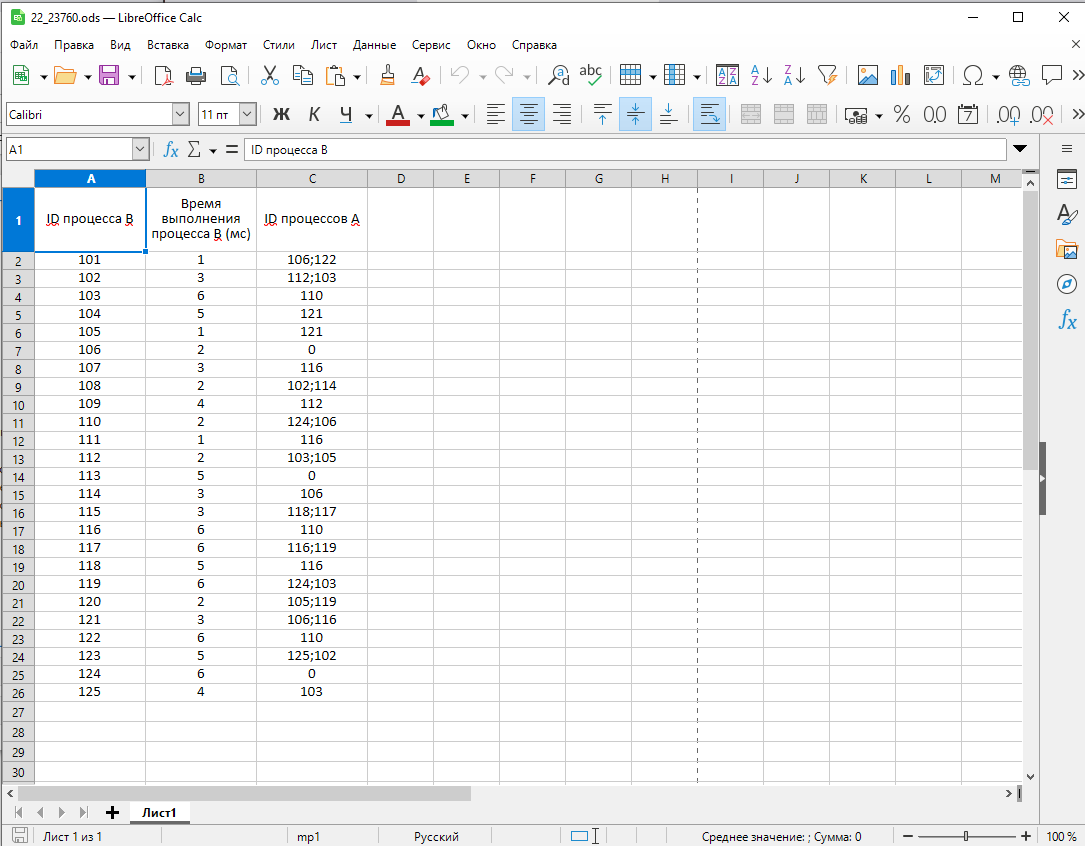 22_23760.ods — LibreOffice Calc
Файл Правка Вид Вставка Формат Стили Лист Данные Сервис Окно Справка
Calibri 11 пт Ж К Ч А
A1 fx Σ = ID процесса В
A B C D E F G H I J K L M
1 ID процесса В Время выполнения процесса В (мс) ID процессов А
2 101 1 106;122
3 102 3 112;103
4 103 6 110
5 104 5 121
6 105 1 121
7 106 2 0
8 107 3 116
9 108 2 102;114
10 109 4 112
11 110 2 124;106
12 111 1 116
13 112 2 103;105
14 113 5 0
15 114 3 106
16 115 3 118;117
17 116 6 110
18 117 6 116;119
19 118 5 116
20 119 6 124;103
21 120 2 105;119
22 121 3 106;116
23 122 6 110
24 123 5 125;102
25 124 6 0
26 125 4 103
27
28
29
30
Лист1
Лист 1 из 1 mp1 Русский Среднее значение: ; Сумма: 0 100 %